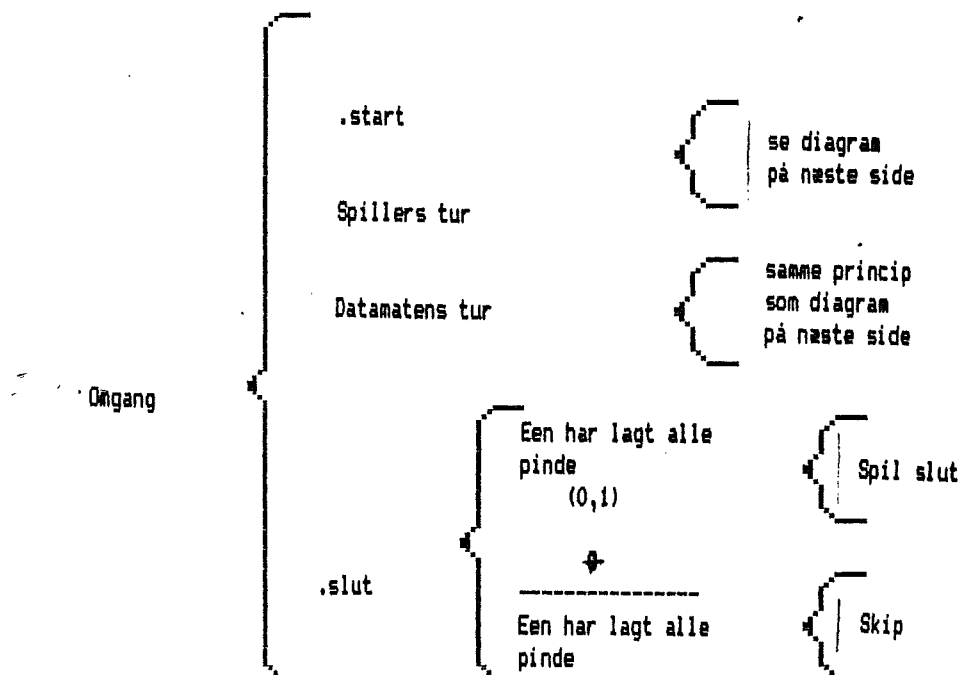 .start
se diagram
på næste side
Spillers tur
Datamatens tur
samme princip
som diagram
på næste side
Omgang
Een har lagt alle
pinde
(0,1)
Spil slut
.slut
Een har lagt alle
pinde
Skip